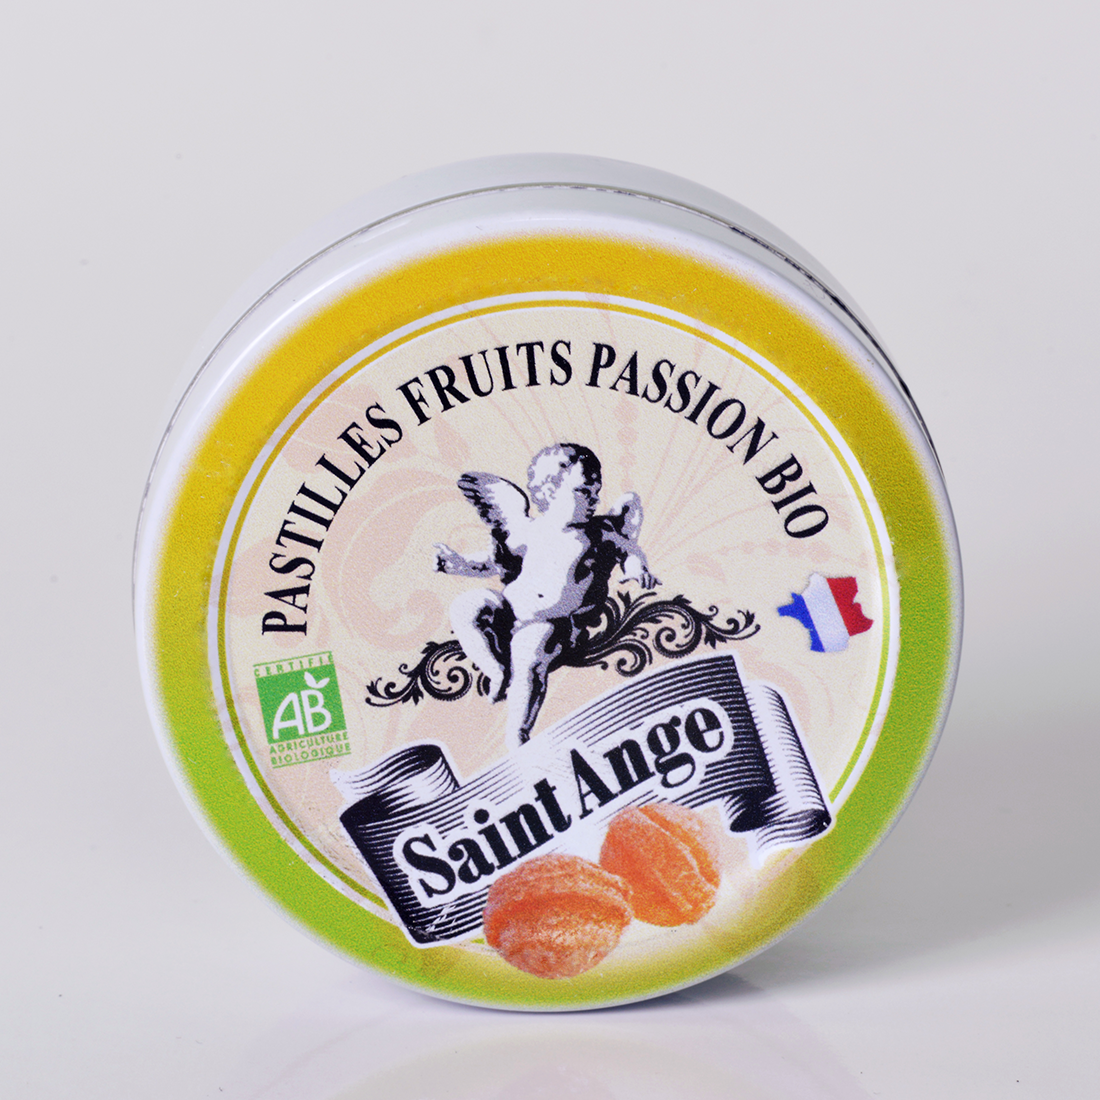 PASTILLES FRUITS PASSION BIO
CERTIFIÉ
AB
AGRICULTURE
BIOLOGIQUE
Saint Ange